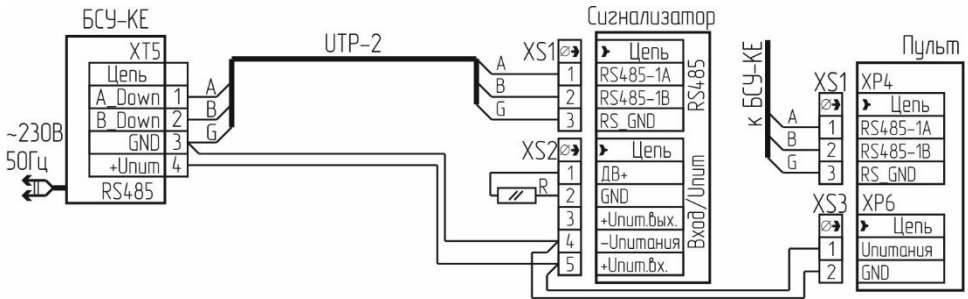 БСУ-КЕ
XT5
Цепь
A_Down 1
B_Down 2
GND 3
+Uпит 4
RS485
~230В
50Гц
A
B
G
UTP-2
A
B
G
Сигнализатор
XS1
Цепь
1 RS485-1A
2 RS485-1B
3 RS_GND
RS485
XS2
Цепь
1 ДВ+
2 GND
3 +Uпит.вых.
4 -Uпитания
5 +Uпит.вх.
Вход/Uпит
R
к БСУ-КЕ
A
B
G
Пульт
XS1 XP4
Цепь
1 RS485-1A
2 RS485-1B
3 RS_GND
XS3 XP6
Цепь
1 Uпитания
2 GND